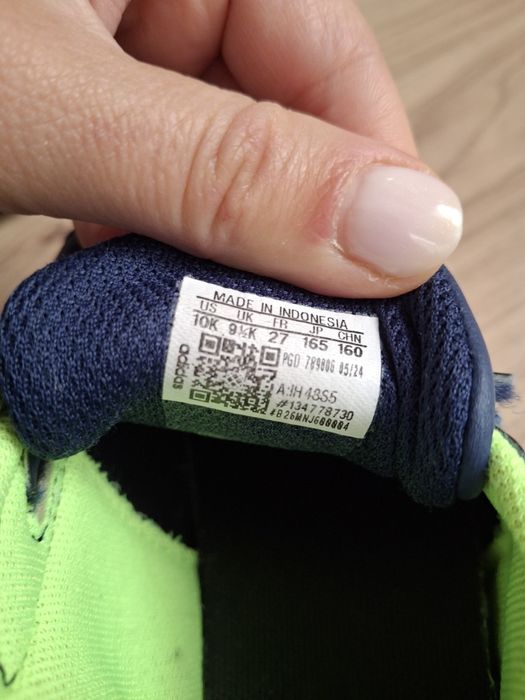 MADE IN INDONESIA
US UK FR JP CHN
10K 9½K 27 165 160
adidas
PGD 789006 05/24
#134778730